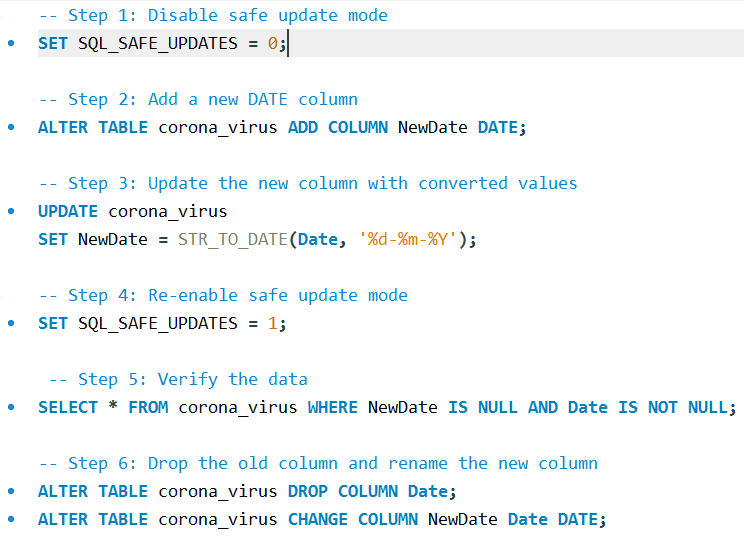 -- Step 1: Disable safe update mode
SET SQL_SAFE_UPDATES = 0;
-- Step 2: Add a new DATE column
ALTER TABLE corona_virus ADD COLUMN NewDate DATE;
-- Step 3: Update the new column with converted values
UPDATE corona_virus
SET NewDate = STR_TO_DATE(Date, '%d-%m-%Y');
-- Step 4: Re-enable safe update mode
SET SQL_SAFE_UPDATES = 1;
-- Step 5: Verify the data
SELECT * FROM corona_virus WHERE NewDate IS NULL AND Date IS NOT NULL;
-- Step 6: Drop the old column and rename the new column
ALTER TABLE corona_virus DROP COLUMN Date;
ALTER TABLE corona_virus CHANGE COLUMN NewDate Date DATE;